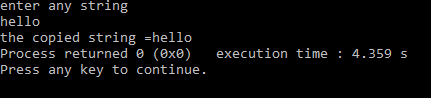 enter any string
hello
the copied string =hello
Process returned 0 (0x0)   execution time : 4.359 s
Press any key to continue.